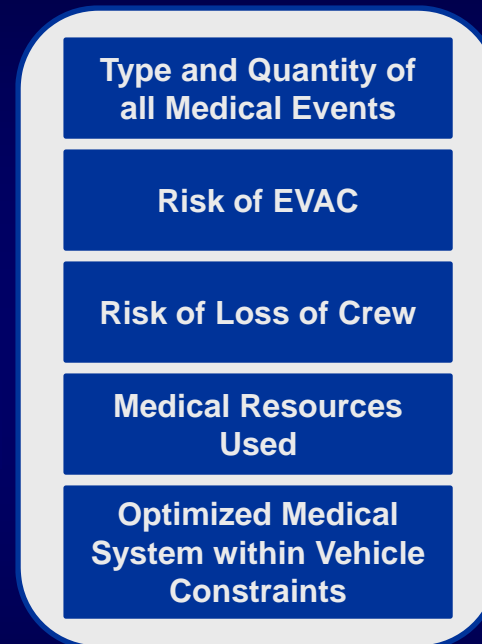 Type and Quantity of
all Medical Events
Risk of EVAC
Risk of Loss of Crew
Medical Resources
Used
Optimized Medical
System within Vehicle
Constraints